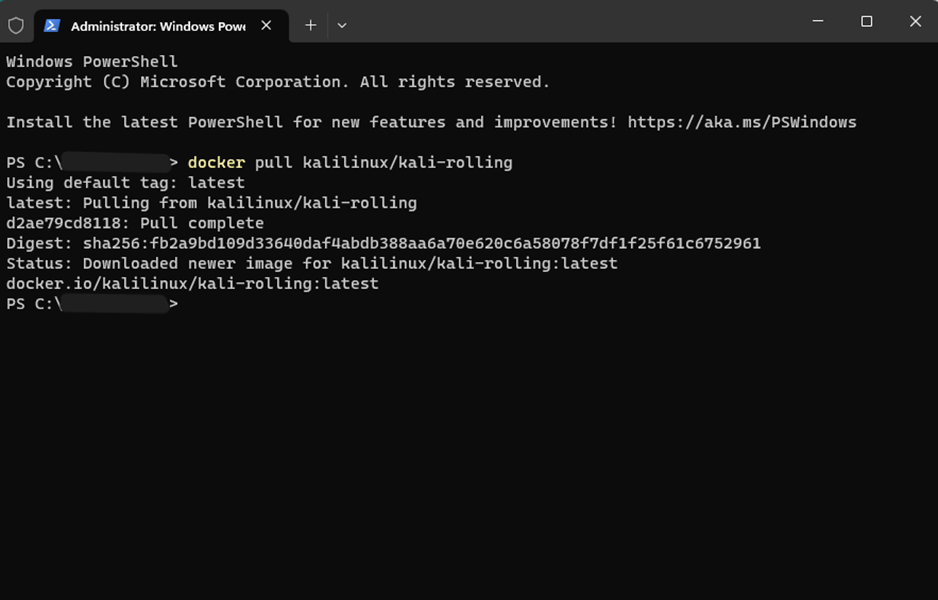 Administrator: Windows Powe
Windows PowerShell
Copyright (C) Microsoft Corporation. All rights reserved.
Install the latest PowerShell for new features and improvements! https://aka.ms/PSWindows
PS C:\ > docker pull kalilinux/kali-rolling
Using default tag: latest
latest: Pulling from kalilinux/kali-rolling
d2ae79cd8118: Pull complete
Digest: sha256:fb2a9bd109d33640daf4abdb388aa6a70e620c6a58078f7df1f25f61c6752961
Status: Downloaded newer image for kalilinux/kali-rolling:latest
docker.io/kalilinux/kali-rolling:latest
PS C:\ >